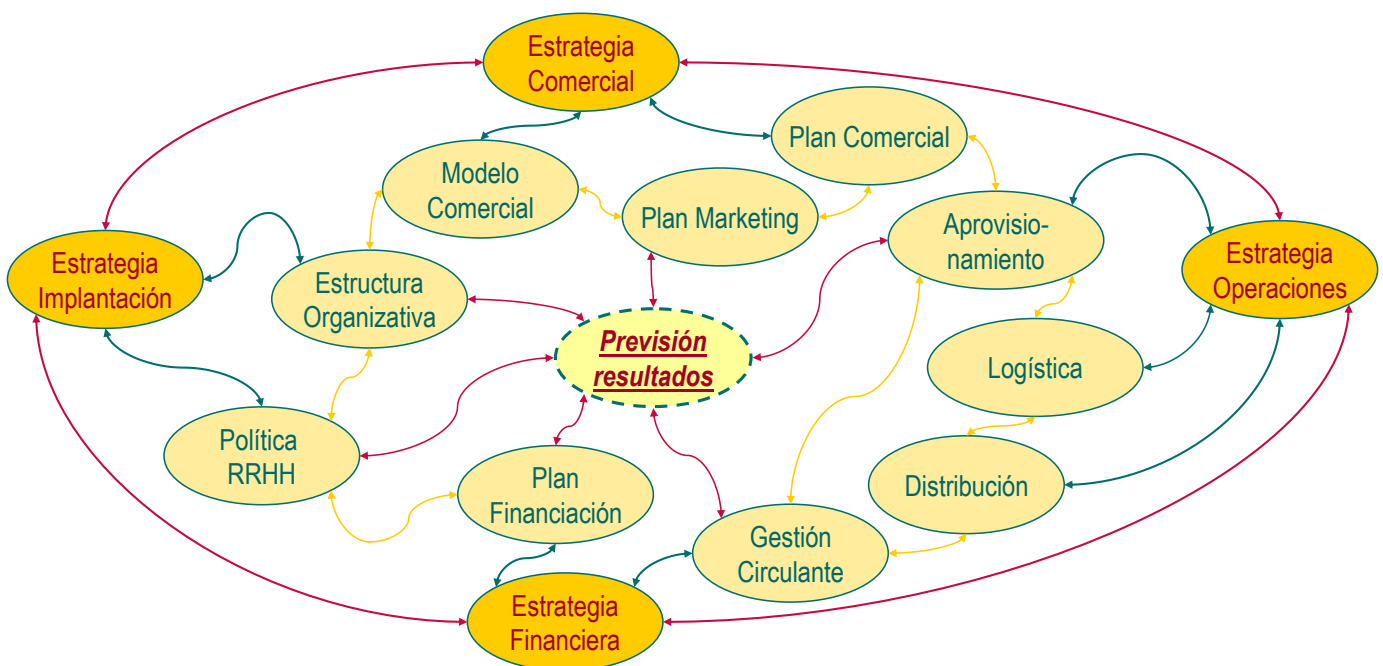 Estrategia
Comercial
Plan Comercial
Modelo
Comercial
Plan Marketing
Aprovisio-
namiento
Estrategia
Implantación
Estructura
Organizativa
Estrategia
Operaciones
Previsión
resultados
Logística
Política
RRHH
Plan
Financiación
Distribución
Gestión
Circulante
Estrategia
Financiera